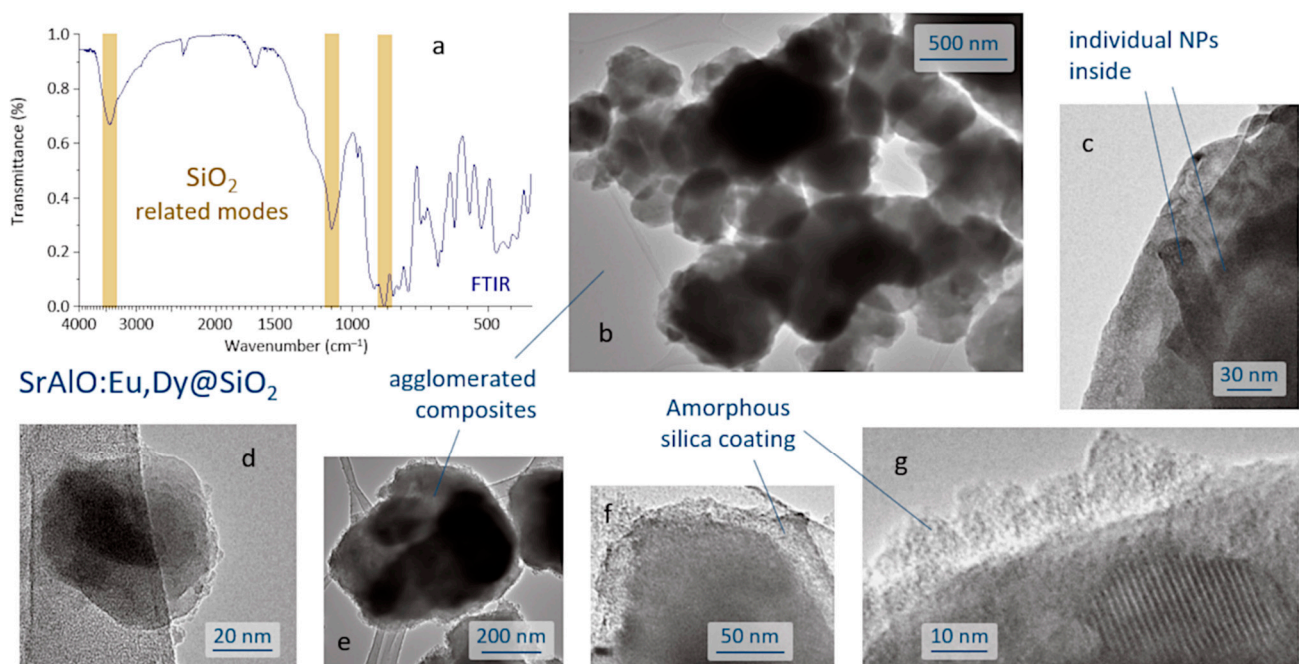 a
1.0
0.8
0.6
0.4
0.2
0.0
Transmittance (%)
SiO₂
related modes
FTIR
4000 3000 2000 1500 1000 500
Wavenumber (cm⁻¹)
500 nm
b
individual NPs
inside
c
30 nm
SrAlO:Eu,Dy@SiO₂
agglomerated
composites
Amorphous
silica coating
d
20 nm
e
200 nm
f
50 nm
g
10 nm